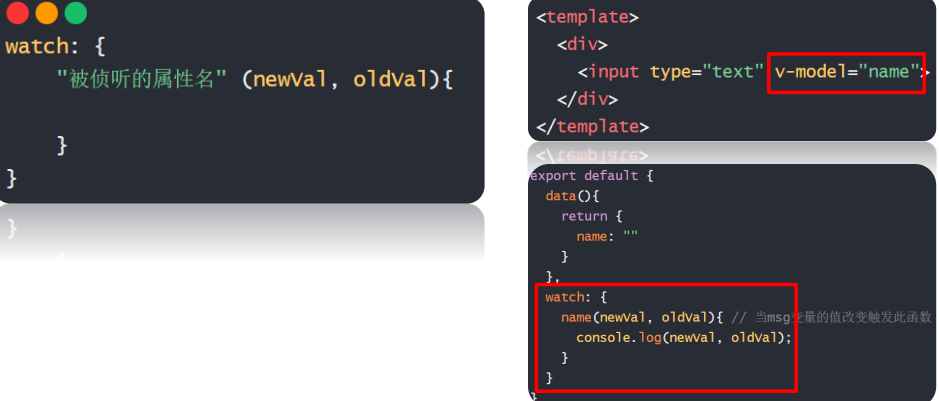 watch: {
"被侦听的属性名" (newVal, oldVal){
}
}
<template>
<div>
<input type="text" v-model="name">
</div>
</template>
export default {
data(){
return {
name: ""
}
},
watch: {
name(newVal, oldVal){ // 当msg变量的值改变触发此函数
console.log(newVal, oldVal);
}
}
}